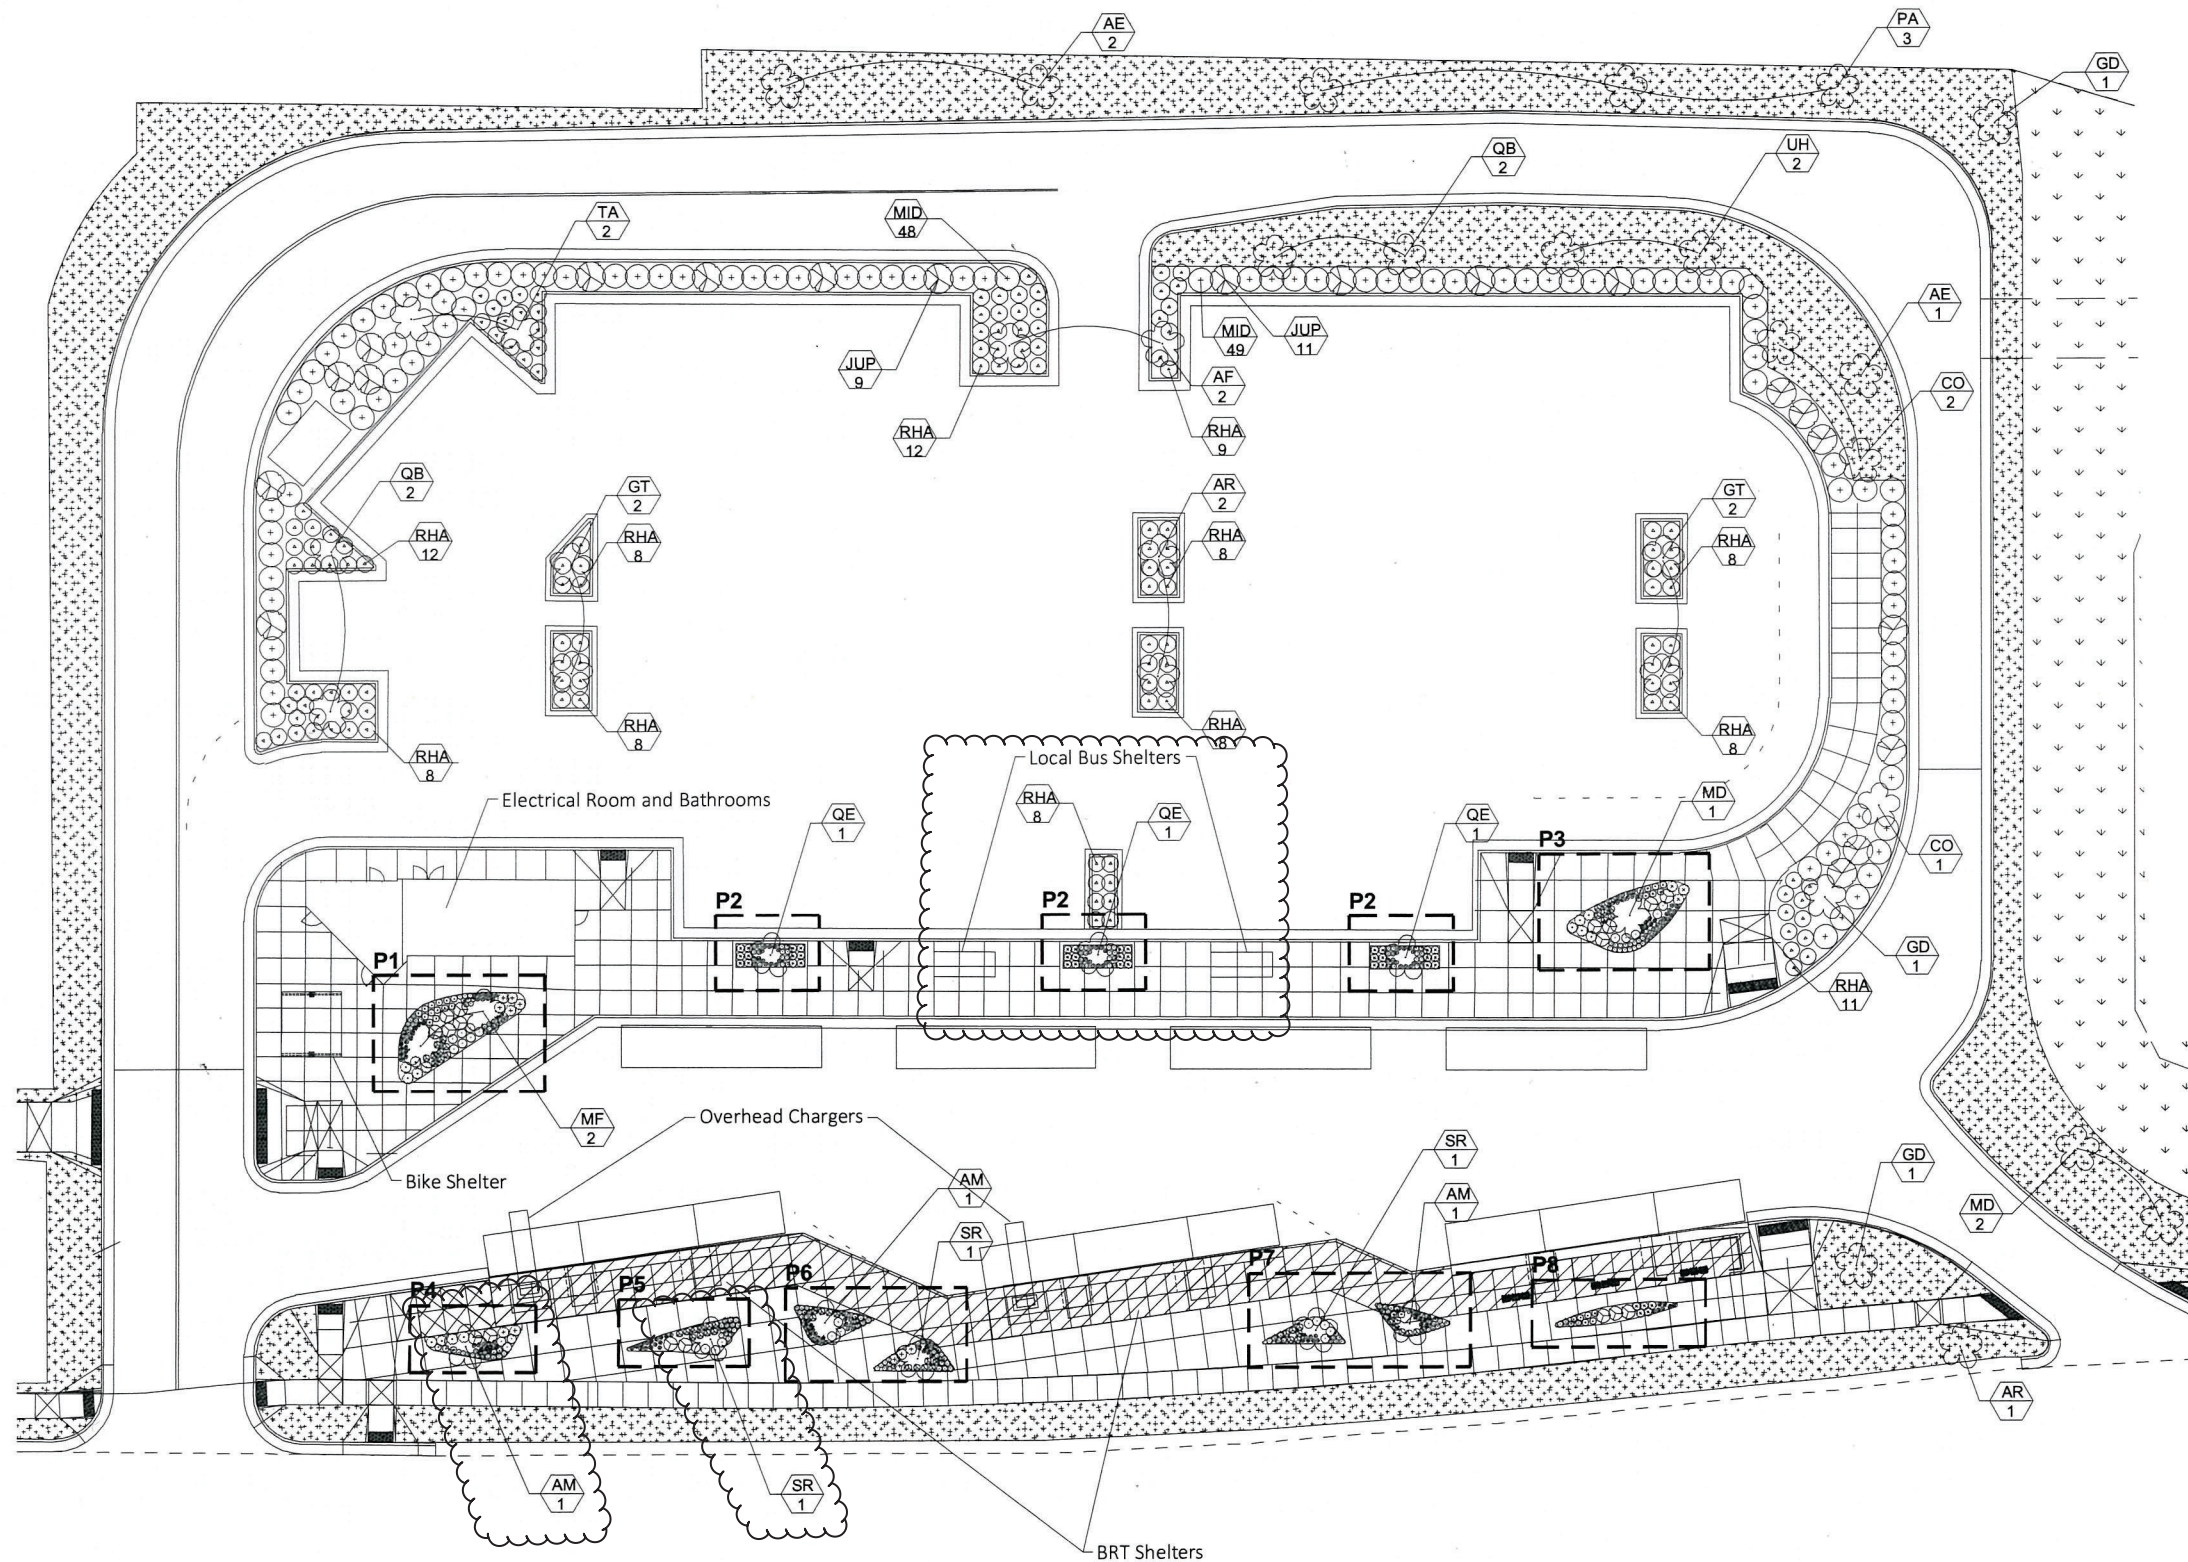 AE
2
PA
3
GD
1
QB
2
UH
2
TA
2
MID
48
AE
1
MID
49
JUP
11
JUP
9
AF
2
CO
2
RHA
12
RHA
9
QB
2
GT
2
AR
2
GT
2
RHA
12
RHA
8
RHA
8
RHA
8
RHA
8
RHA
8
RHA
8
RHA
8
Local Bus Shelters
Electrical Room and Bathrooms
RHA
8
MD
1
QE
1
QE
1
QE
1
P3
CO
1
P2
P2
P2
GD
1
P1
RHA
11
MF
2
Overhead Chargers
SR
1
GD
1
Bike Shelter
AM
1
AM
1
MD
2
SR
1
P7
P8
P6
P5
P4
AR
1
AM
1
SR
1
BRT Shelters